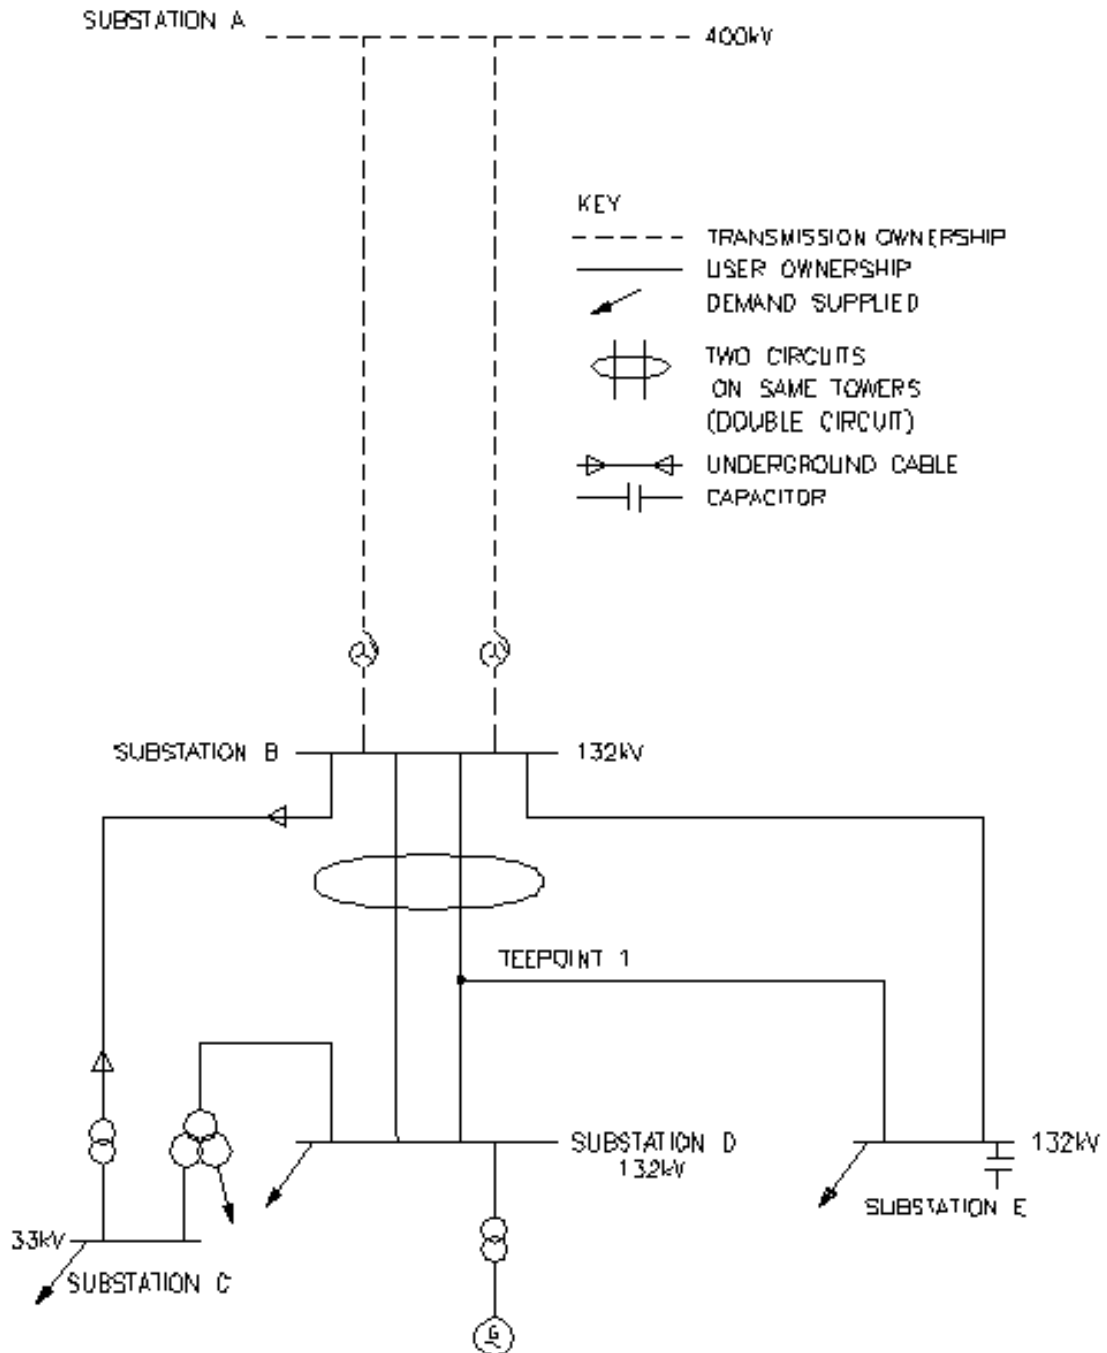 SUBSTATION A
400kV
KEY
TRANSMISSION OWNERSHIP
USER OWNERSHIP
DEMAND SUPPLIED
TWO CIRCUITS
ON SAME TOWERS
(DOUBLE CIRCUIT)
UNDERGROUND CABLE
CAPACITOR
SUBSTATION B
132kV
TEEPOINT 1
SUBSTATION D
132kV
132kV
SUBSTATION E
33kV
SUBSTATION C
G